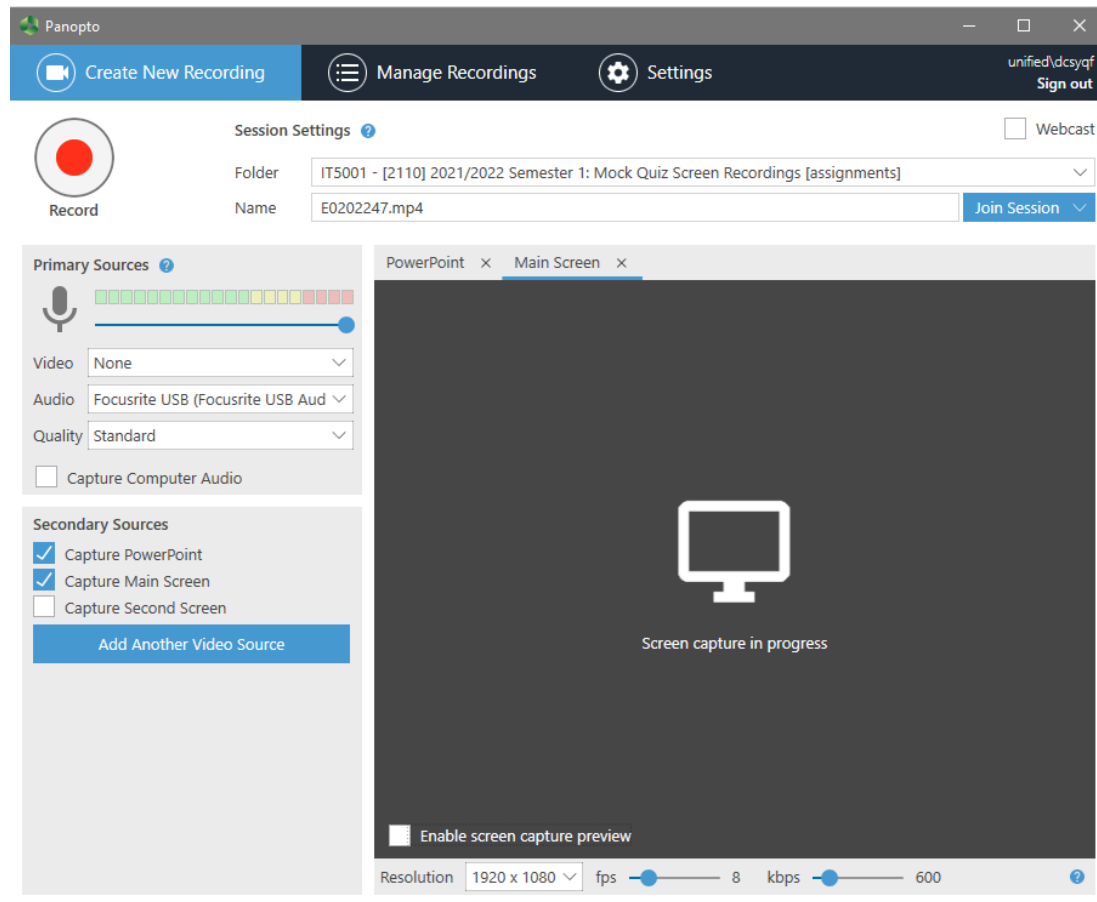 Panopto
Create New Recording
Manage Recordings
Settings
unified\dcsyqf
Sign out
Record
Session Settings ?
Webcast
Folder
IT5001 - [2110] 2021/2022 Semester 1: Mock Quiz Screen Recordings [assignments]
Name
E0202247.mp4
Join Session
Primary Sources ?
Video None
Audio Focusrite USB (Focusrite USB Aud
Quality Standard
Capture Computer Audio
Secondary Sources
Capture PowerPoint
Capture Main Screen
Capture Second Screen
Add Another Video Source
PowerPoint × Main Screen ×
Screen capture in progress
Enable screen capture preview
Resolution 1920 x 1080 fps 8 kbps 600 ?